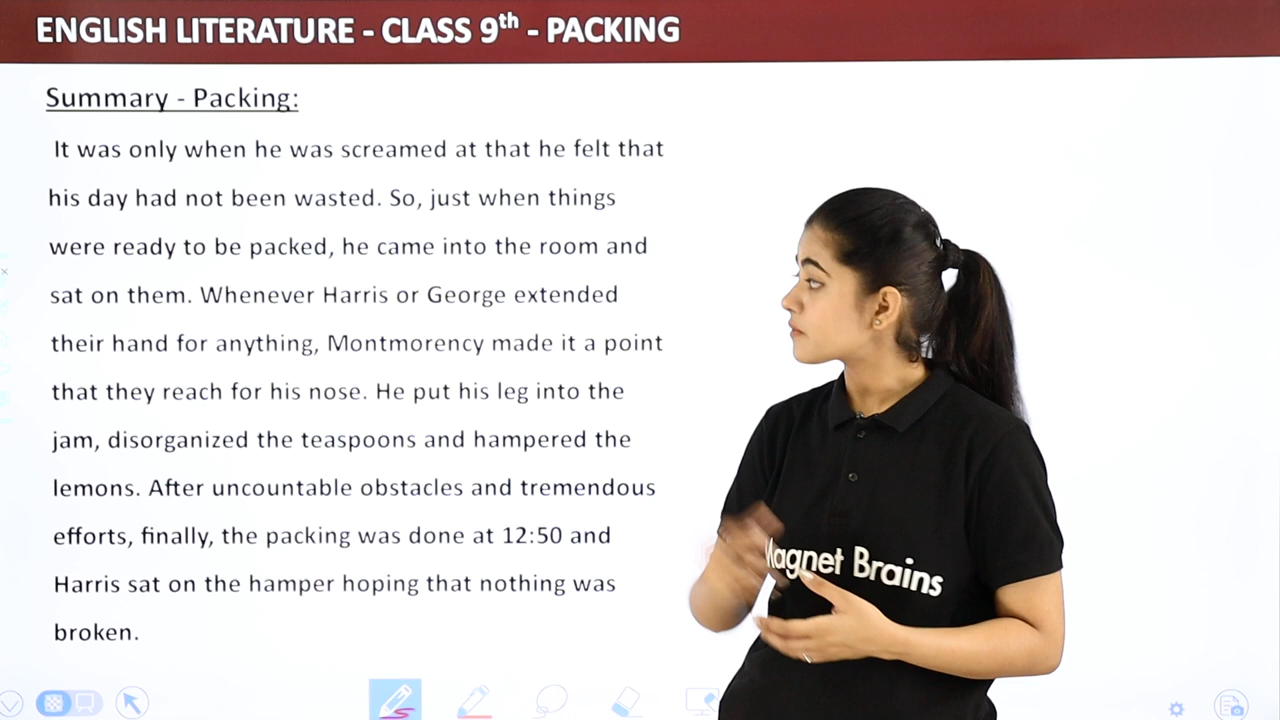 ENGLISH LITERATURE - CLASS 9th - PACKING
Summary - Packing:
It was only when he was screamed at that he felt that
his day had not been wasted. So, just when things
were ready to be packed, he came into the room and
sat on them. Whenever Harris or George extended
their hand for anything, Montmorency made it a point
that they reach for his nose. He put his leg into the
jam, disorganized the teaspoons and hampered the
lemons. After uncountable obstacles and tremendous
efforts, finally, the packing was done at 12:50 and
Harris sat on the hamper hoping that nothing was
broken.
Magnet Brains